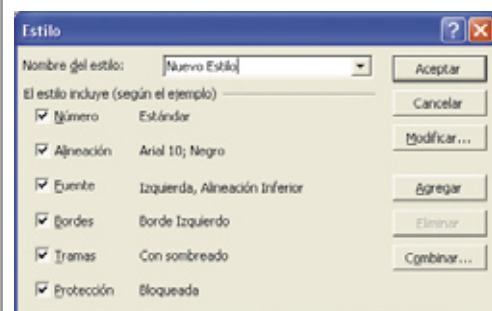 Estilo
Nombre del estilo: Nuevo Estilo Aceptar
El estilo incluye (según el ejemplo) Cancelar
Número Estándar
Modificar...
Alineación Arial 10; Negro
Fuente Izquierda, Alineación Inferior Agregar
Bordes Borde Izquierdo Eliminar
Tramas Con sombreado Combinar...
Protección Bloqueada